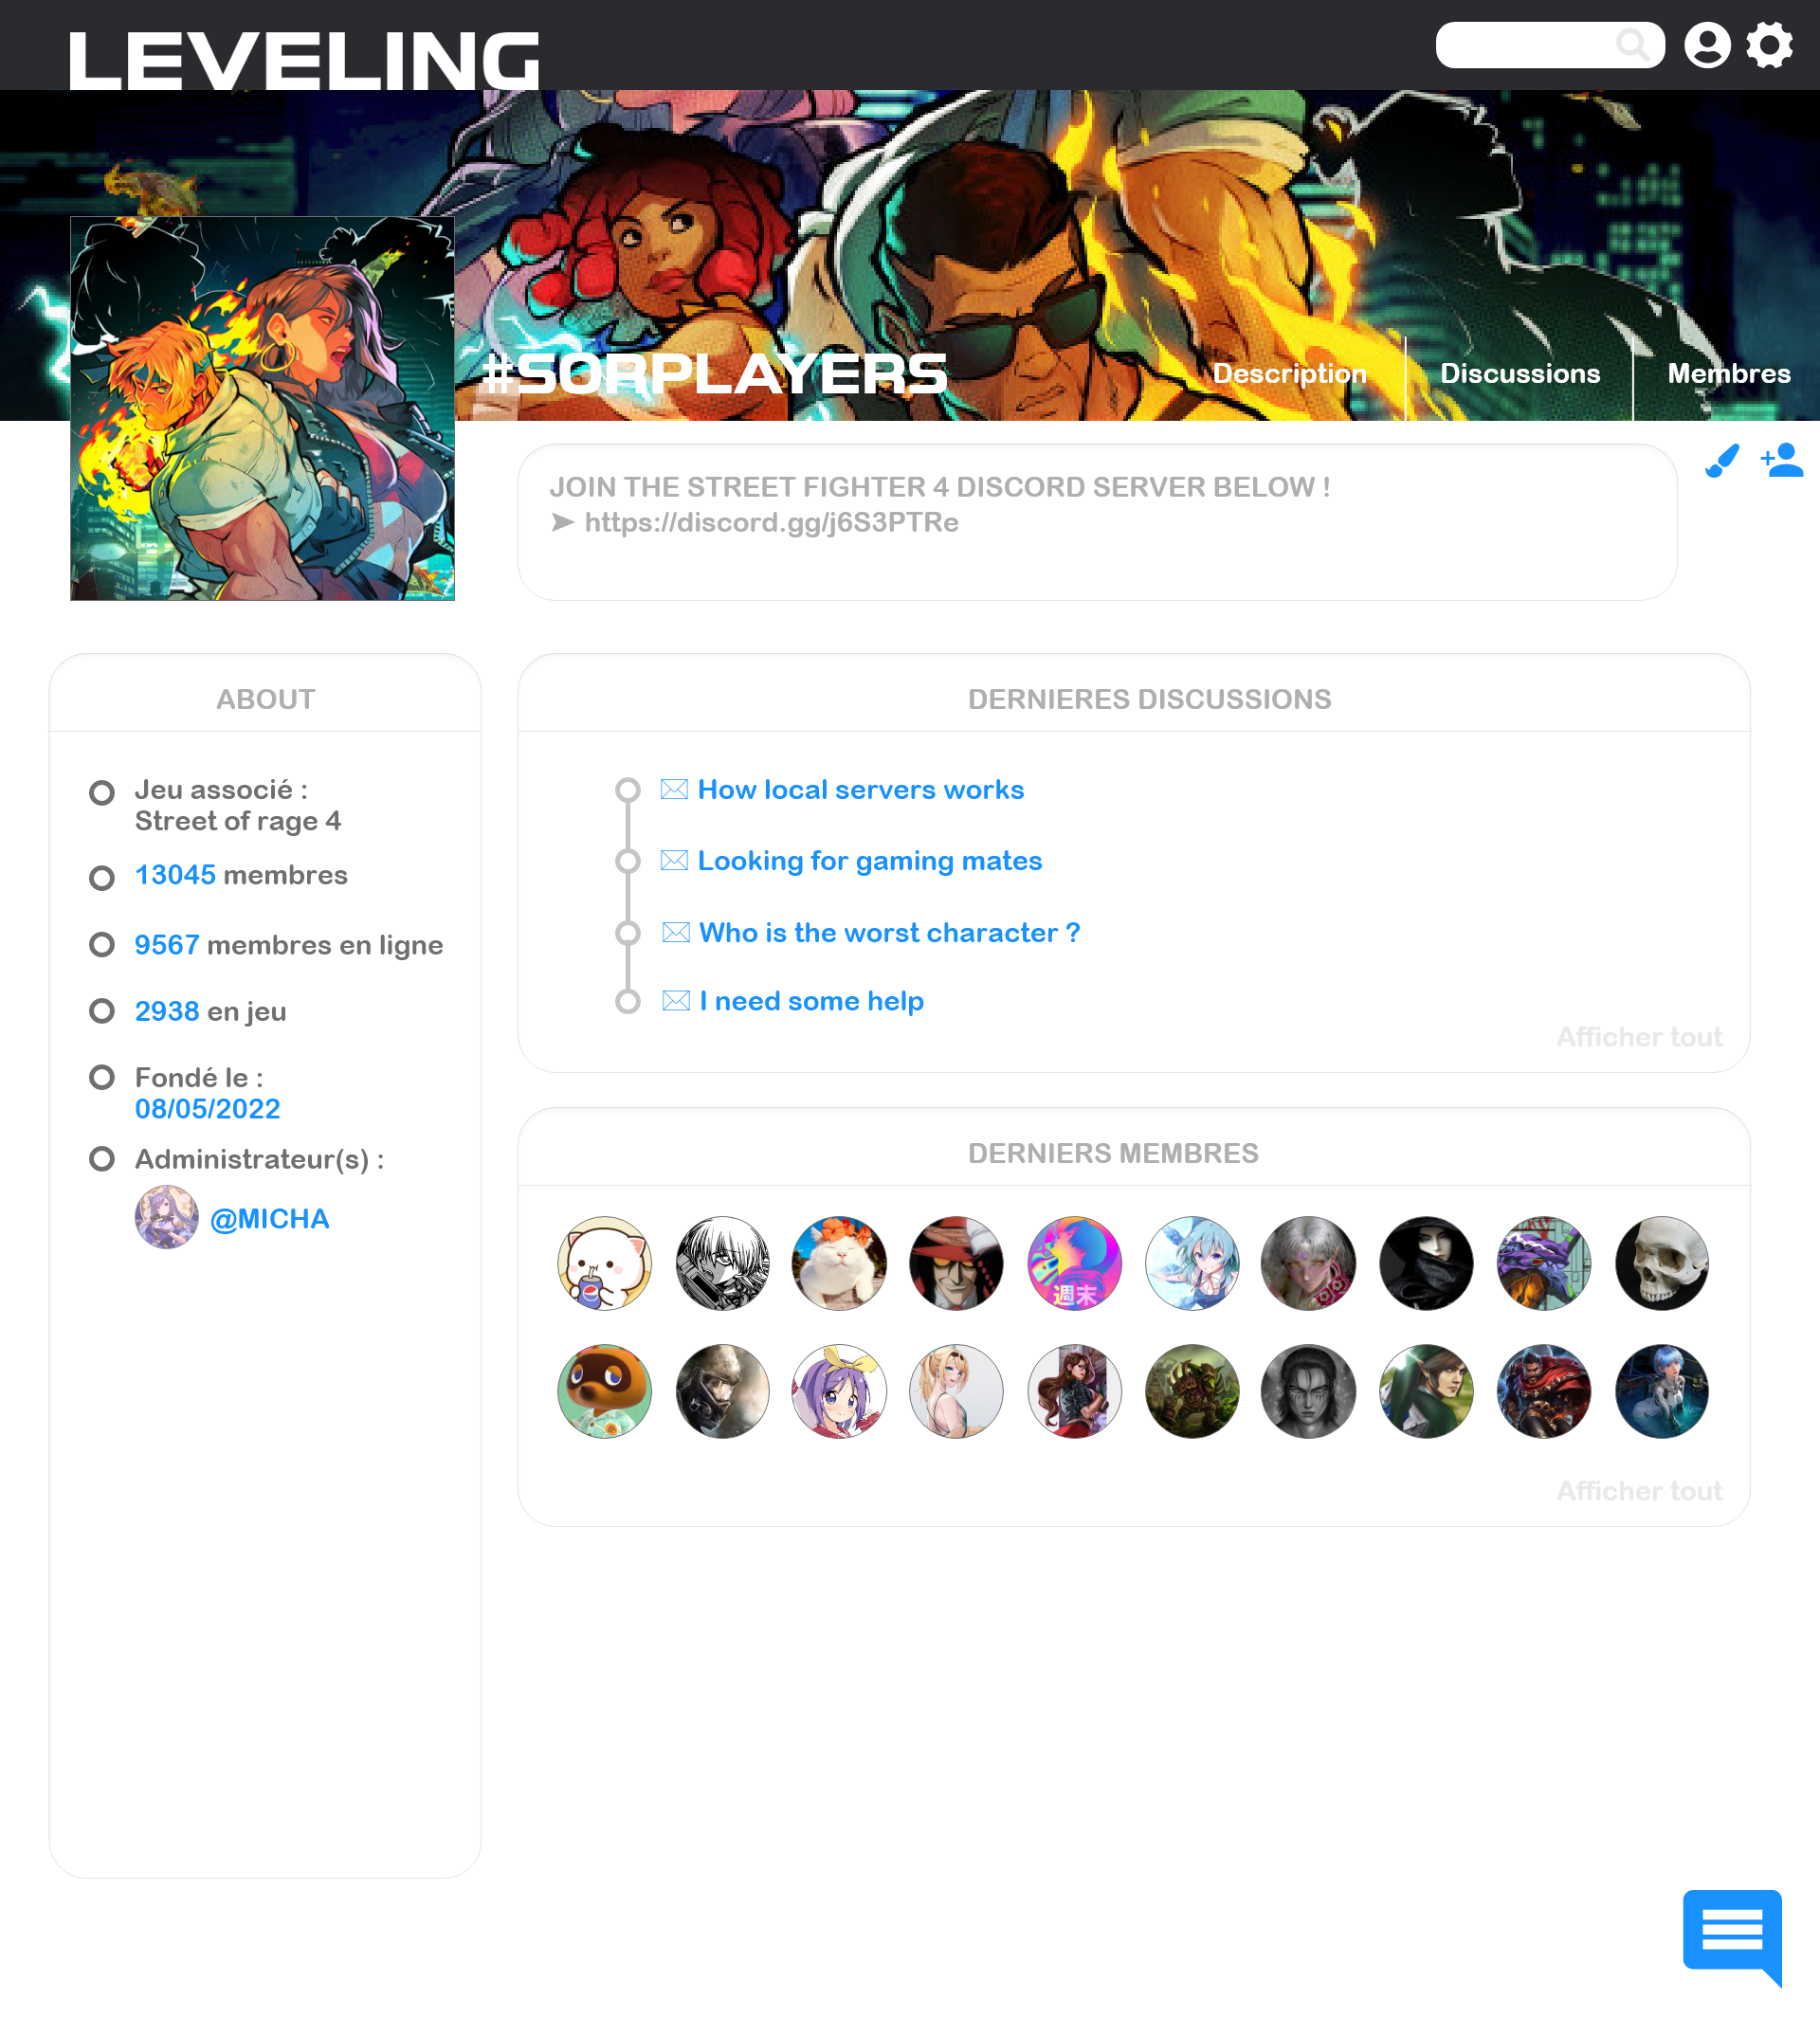 LEVELING
#SORPLAYERS
Description
Discussions
Membres
JOIN THE STREET FIGHTER 4 DISCORD SERVER BELOW !
➤ https://discord.gg/j6S3PTRe
ABOUT
Jeu associé :
Street of rage 4
13045 membres
9567 membres en ligne
2938 en jeu
Fondé le :
08/05/2022
Administrateur(s) :
@MICHA
DERNIERES DISCUSSIONS
How local servers works
Looking for gaming mates
Who is the worst character ?
I need some help
Afficher tout
DERNIERS MEMBRES
週末
Afficher tout